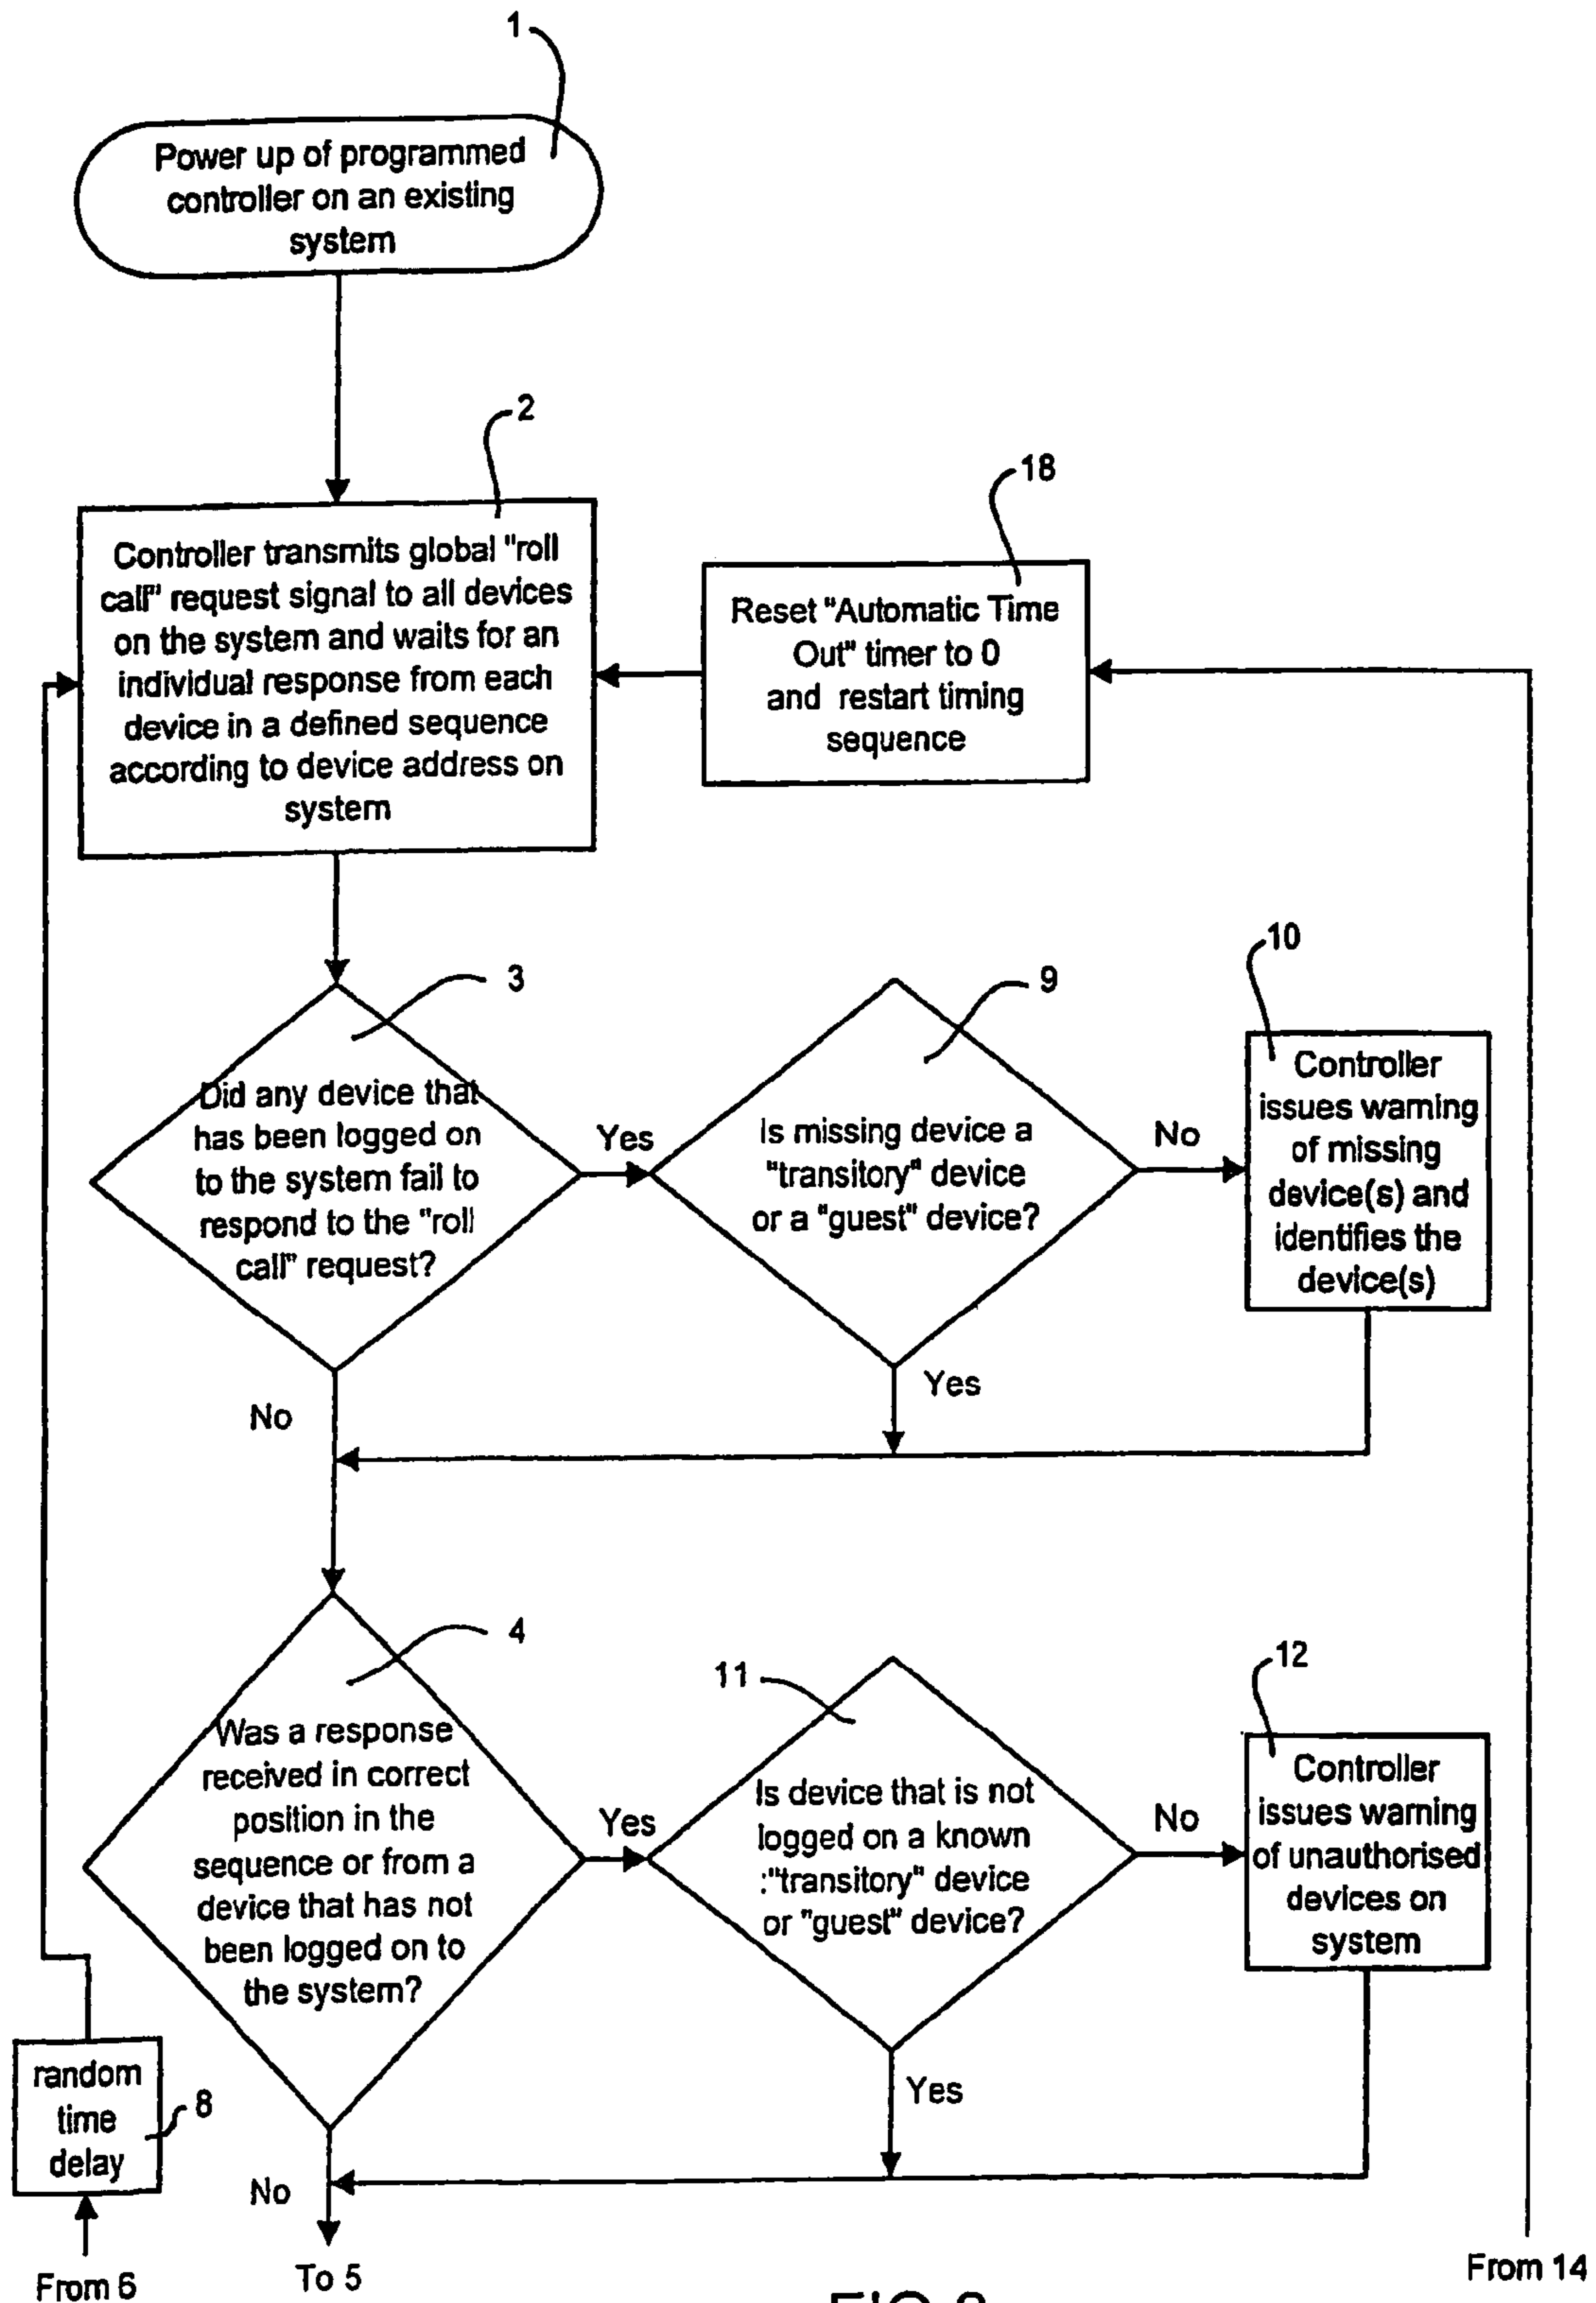 1
Power up of programmed
controller on an existing
system
2
Controller transmits global "roll
call" request signal to all devices
on the system and waits for an
individual response from each
device in a defined sequence
according to device address on
system
18
Reset "Automatic Time
Out" timer to 0
and restart timing
sequence
3
Did any device that
has been logged on
to the system fail to
respond to the "roll
call" request?
Yes
No
9
Is missing device a
"transitory" device
or a "guest" device?
No
Yes
10
Controller
issues warning
of missing
device(s) and
identifies the
device(s)
4
Was a response
received in correct
position in the
sequence or from a
device that has not
been logged on to
the system?
Yes
No
11
Is device that is not
logged on a known
:"transitory" device
or "guest" device?
No
Yes
12
Controller
issues warning
of unauthorised
devices on
system
random
time
delay
8
From 6
To 5
From 14